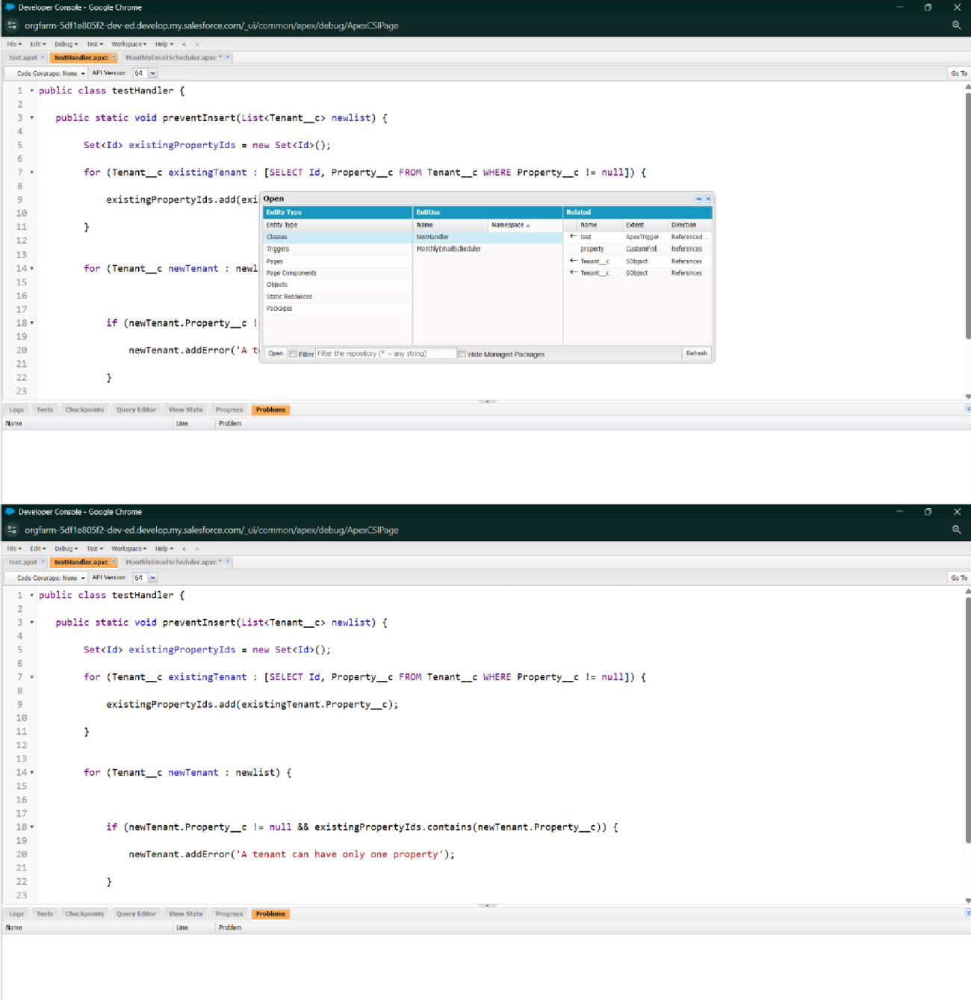 Developer Console - Google Chrome
orgfarm-5df1e805f2-dev-ed.develop.my.salesforce.com/_ui/common/apex/debug/ApexCSIPage
File Edit Debug Test Workspace Help < >
test.apxt testHandler.apxc MonthlyEmailScheduler.apxc *
Code Coverage: None API Version: 64 Go To
1 public class testHandler {
2
3 public static void preventInsert(List<Tenant__c> newlist) {
4
5 Set<Id> existingPropertyIds = new Set<Id>();
6
7 for (Tenant__c existingTenant : [SELECT Id, Property__c FROM Tenant__c WHERE Property__c != null]) {
8
9 existingPropertyIds.add(exi
10
11 }
12
13
14 for (Tenant__c newTenant : newl
15
16
17
18 if (newTenant.Property__c !
19
20 newTenant.addError('A t
21
22 }
23
Open
Entity Type Entities Related
Entity Type Name Namespace Name Extent Direction
Classes testHandler test ApexTrigger Referenced ...
Triggers MonthlyEmailScheduler property CustomFiel... References
Pages Tenant__c SObject References
Page Components Tenant__c SObject References
Objects
Static Resources
Packages
Open Filter Filter the repository (* = any string) Hide Managed Packages Refresh
Logs Tests Checkpoints Query Editor View State Progress Problems
Name Line Problem
Developer Console - Google Chrome
orgfarm-5df1e805f2-dev-ed.develop.my.salesforce.com/_ui/common/apex/debug/ApexCSIPage
File Edit Debug Test Workspace Help < >
test.apxt testHandler.apxc MonthlyEmailScheduler.apxc *
Code Coverage: None API Version: 64 Go To
1 public class testHandler {
2
3 public static void preventInsert(List<Tenant__c> newlist) {
4
5 Set<Id> existingPropertyIds = new Set<Id>();
6
7 for (Tenant__c existingTenant : [SELECT Id, Property__c FROM Tenant__c WHERE Property__c != null]) {
8
9 existingPropertyIds.add(existingTenant.Property__c);
10
11 }
12
13
14 for (Tenant__c newTenant : newlist) {
15
16
17
18 if (newTenant.Property__c != null && existingPropertyIds.contains(newTenant.Property__c)) {
19
20 newTenant.addError('A tenant can have only one property');
21
22 }
23
Logs Tests Checkpoints Query Editor View State Progress Problems
Name Line Problem